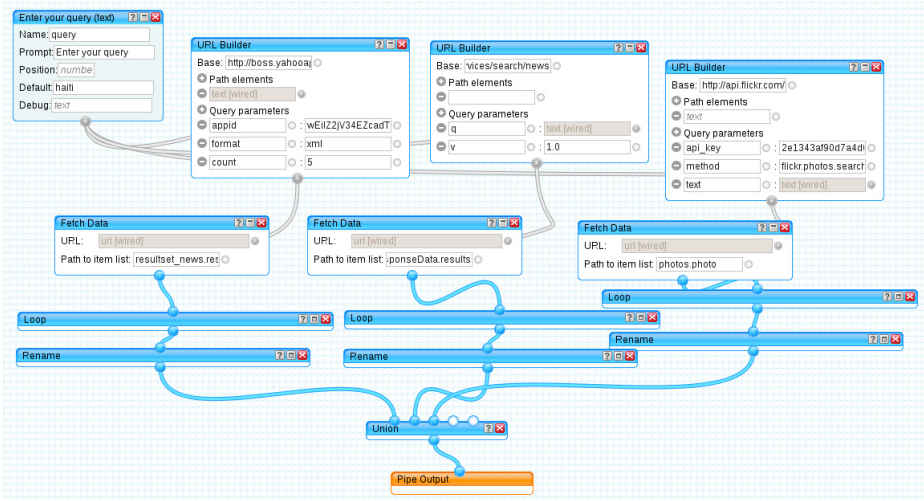 Enter your query (text)
Name: query
Prompt: Enter your query
Position: numbe
Default: haiti
Debug: text
URL Builder
Base: http://boss.yahooap
Path elements
text [wired]
Query parameters
appid : wEilZ2jV34EZcadT
format : xml
count : 5
URL Builder
Base: vices/search/news
Path elements
Query parameters
q : text [wired]
v : 1.0
URL Builder
Base: http://api.flickr.com/
Path elements
text
Query parameters
api_key : 2e1343af90d7a4d
method : flickr.photos.search
text : text [wired]
Fetch Data
URL: url [wired]
Path to item list: resultset_news.res
Fetch Data
URL: url [wired]
Path to item list: ponseData.results
Fetch Data
URL: url [wired]
Path to item list: photos.photo
Loop
Loop
Loop
Rename
Rename
Rename
Union
Pipe Output